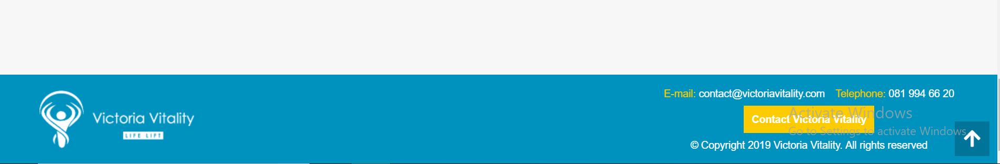 Victoria Vitality
LIFE LIFT
E-mail: contact@victoriavitality.com Telephone: 081 994 66 20
Contact Victoria Vitality
Activate Windows
Go to Settings to activate Windows.
© Copyright 2019 Victoria Vitality. All rights reserved